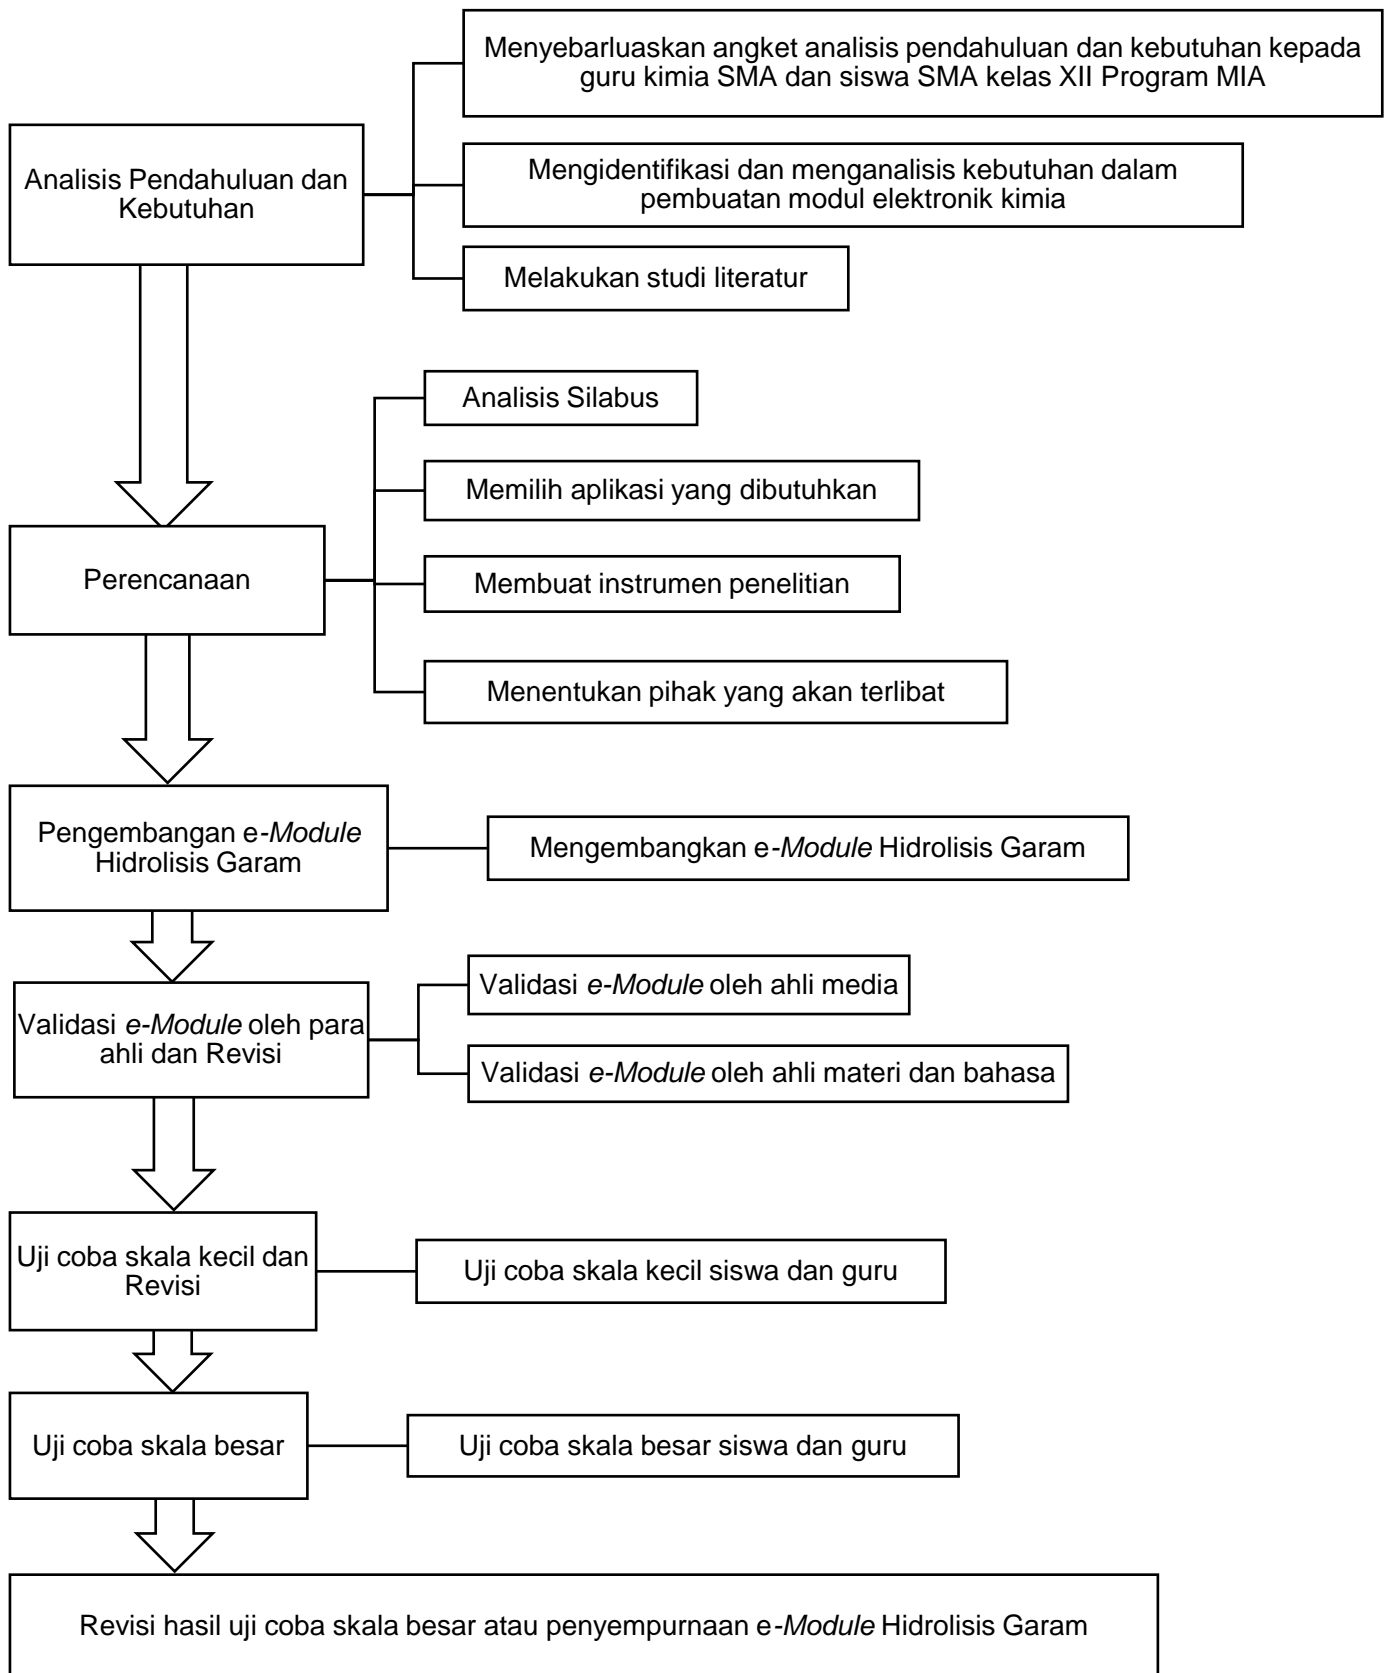 Menyebarluaskan angket analisis pendahuluan dan kebutuhan kepada
guru kimia SMA dan siswa SMA kelas XII Program MIA
Analisis Pendahuluan dan
Kebutuhan
Mengidentifikasi dan menganalisis kebutuhan dalam
pembuatan modul elektronik kimia
Melakukan studi literatur
Analisis Silabus
Memilih aplikasi yang dibutuhkan
Perencanaan
Membuat instrumen penelitian
Menentukan pihak yang akan terlibat
Pengembangan e-Module
Hidrolisis Garam
Mengembangkan e-Module Hidrolisis Garam
Validasi e-Module oleh para
ahli dan Revisi
Validasi e-Module oleh ahli media
Validasi e-Module oleh ahli materi dan bahasa
Uji coba skala kecil dan
Revisi
Uji coba skala kecil siswa dan guru
Uji coba skala besar
Uji coba skala besar siswa dan guru
Revisi hasil uji coba skala besar atau penyempurnaan e-Module Hidrolisis Garam